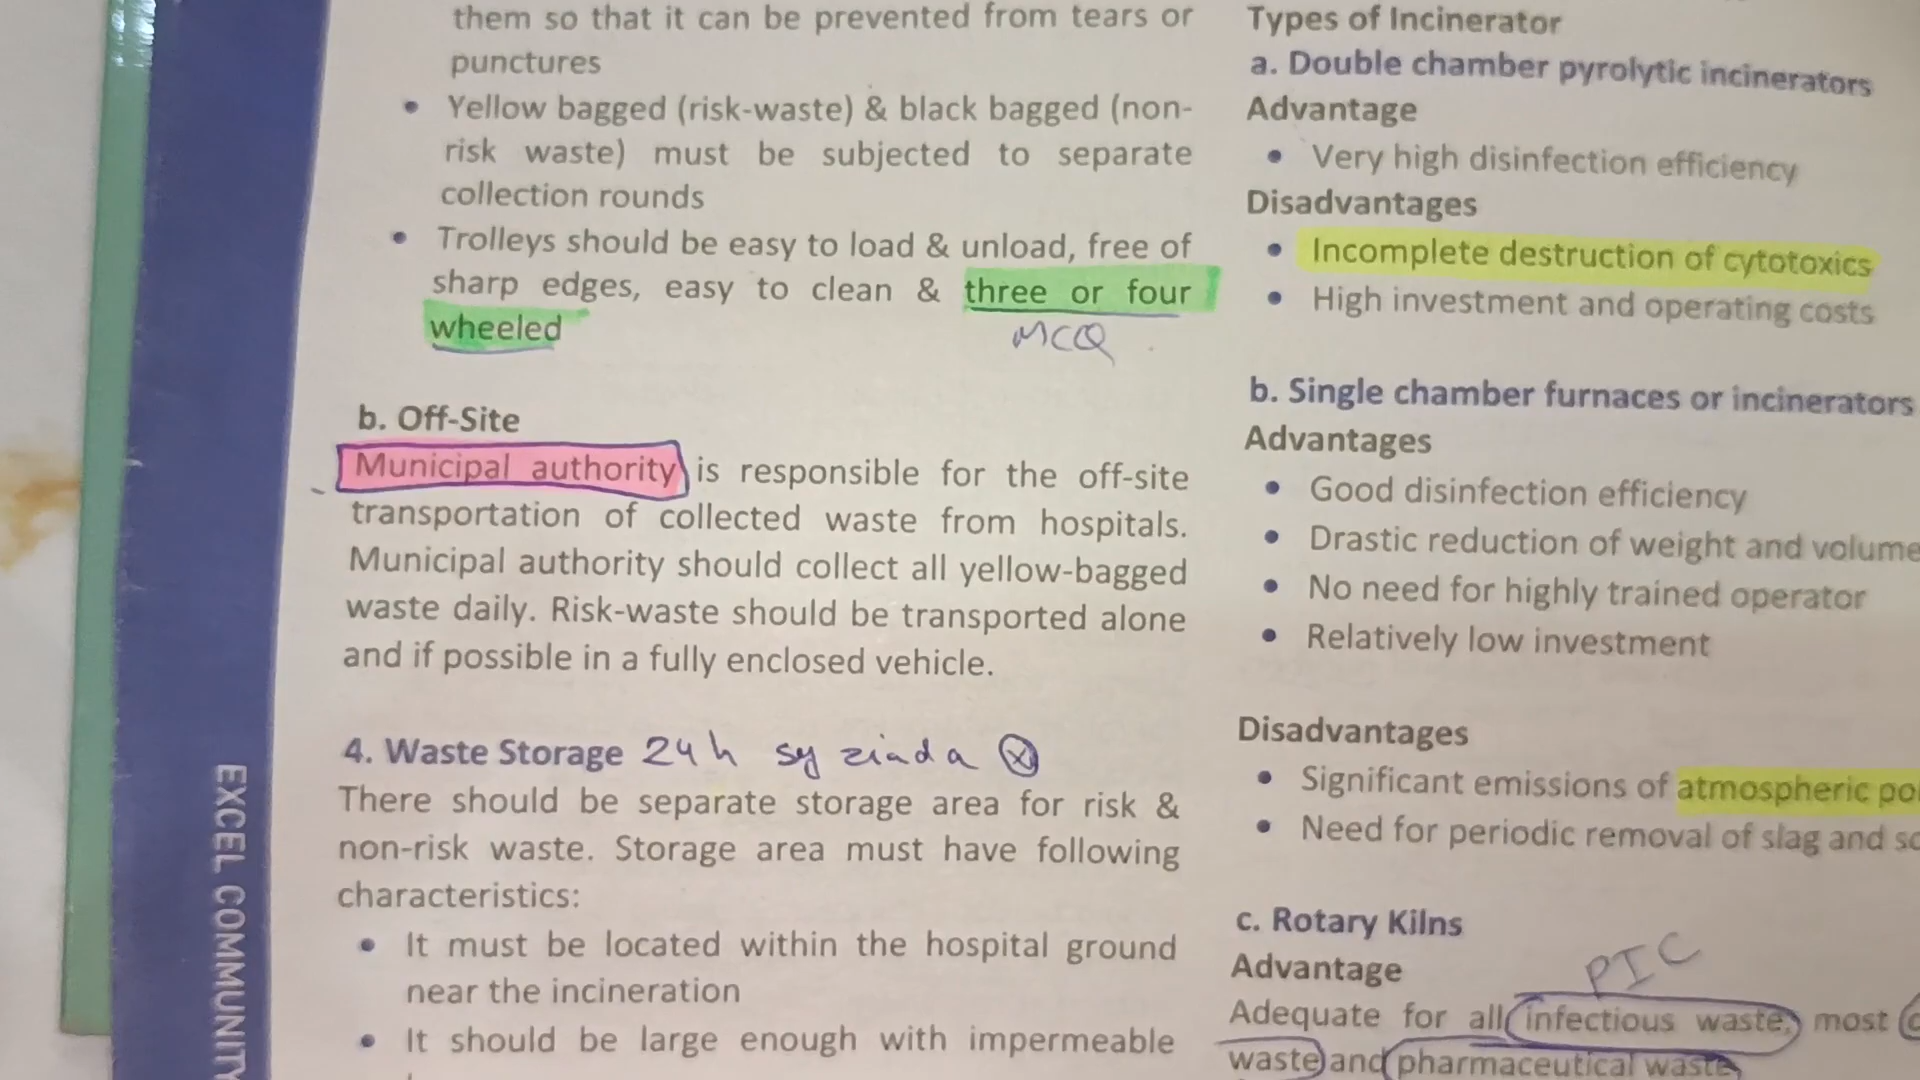 them so that it can be prevented from tears or
punctures
• Yellow bagged (risk-waste) & black bagged (non-
risk waste) must be subjected to separate
collection rounds
• Trolleys should be easy to load & unload, free of
sharp edges, easy to clean & three or four
wheeled
MCQ
b. Off-Site
Municipal authority is responsible for the off-site
transportation of collected waste from hospitals.
Municipal authority should collect all yellow-bagged
waste daily. Risk-waste should be transported alone
and if possible in a fully enclosed vehicle.
4. Waste Storage 24 h sy ziada
There should be separate storage area for risk &
non-risk waste. Storage area must have following
characteristics:
• It must be located within the hospital ground
near the incineration
• It should be large enough with impermeable
Types of Incinerator
a. Double chamber pyrolytic incinerators
Advantage
• Very high disinfection efficiency
Disadvantages
• Incomplete destruction of cytotoxics
• High investment and operating costs
b. Single chamber furnaces or incinerators
Advantages
• Good disinfection efficiency
• Drastic reduction of weight and volume
• No need for highly trained operator
• Relatively low investment
Disadvantages
• Significant emissions of atmospheric
• Need for periodic removal of slag and
c. Rotary Kilns
PIC
Advantage
Adequate for all infectious waste, most
waste and pharmaceutical waste
EXCEL COMMUNITY